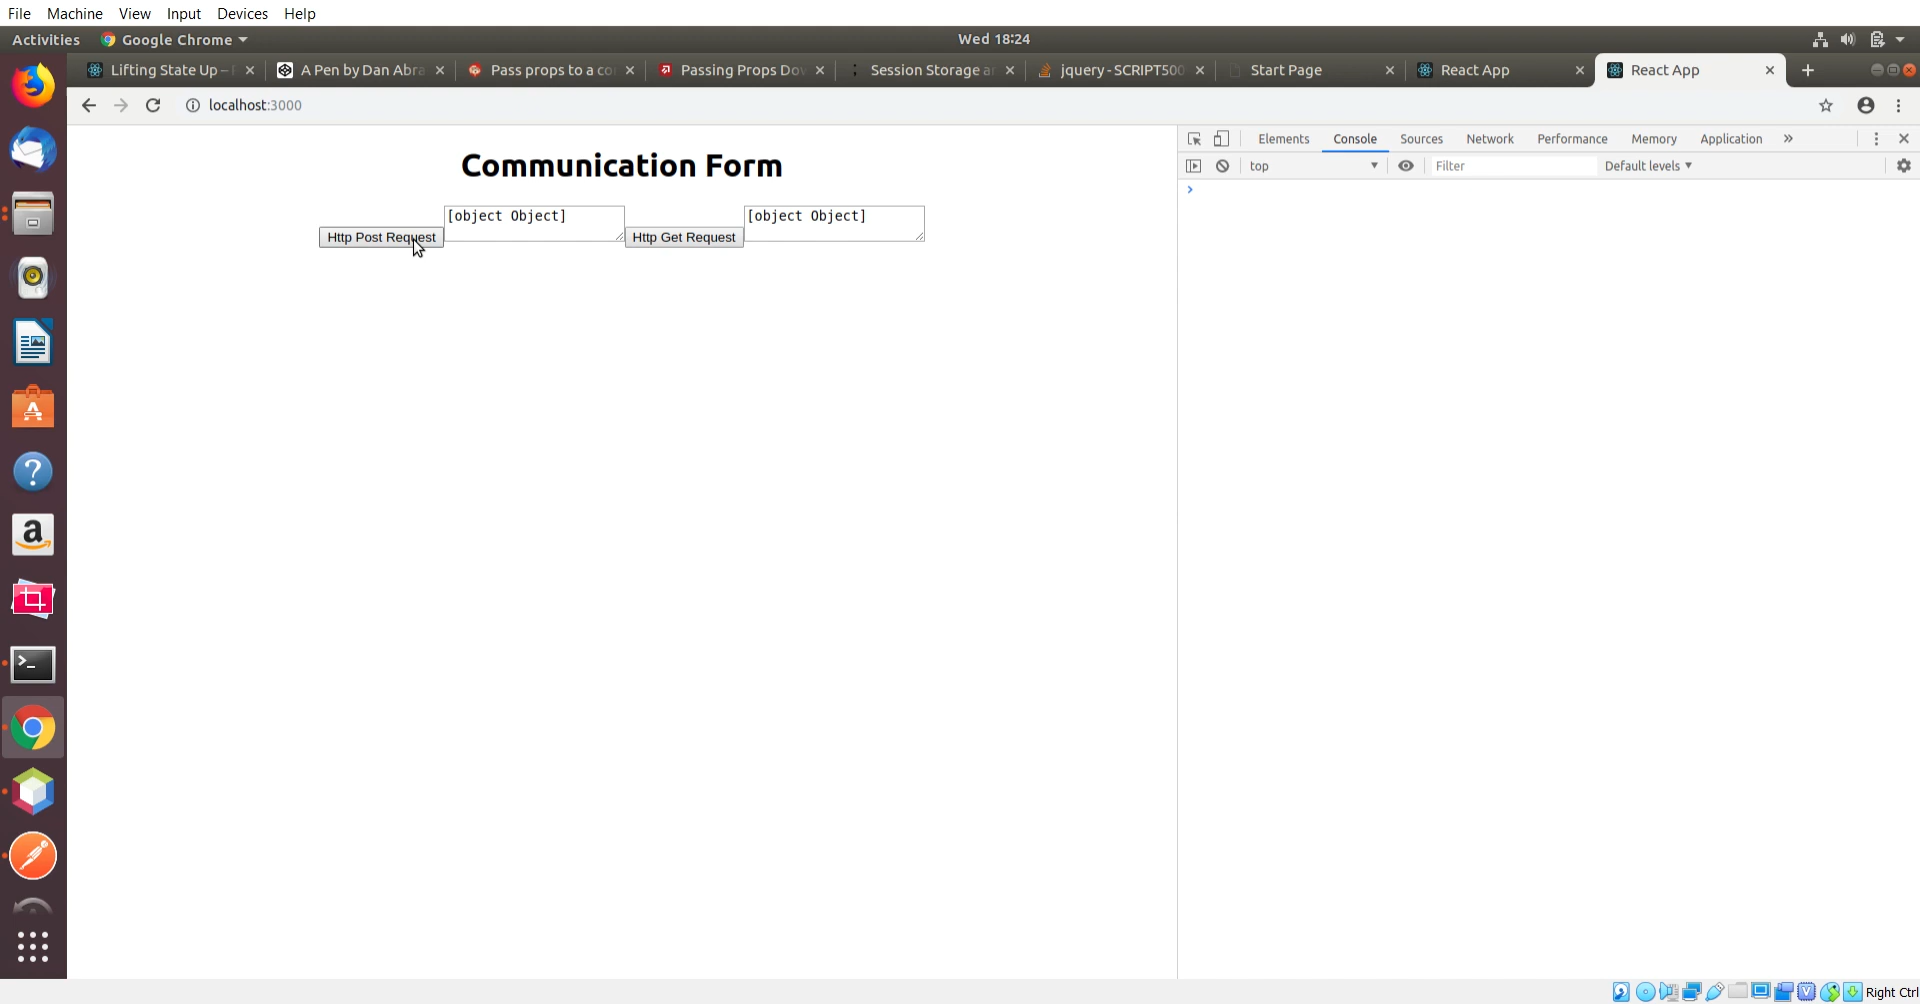 File Machine View Input Devices Help
Activities Google Chrome Wed 18:24
Lifting State Up – A Pen by Dan Abra Pass props to a co Passing Props Dow Session Storage a jquery - SCRIPT500 Start Page React App React App
localhost:3000
Communication Form
Http Post Request [object Object] Http Get Request [object Object]
Elements Console Sources Network Performance Memory Application »
top Filter Default levels
Right Ctrl